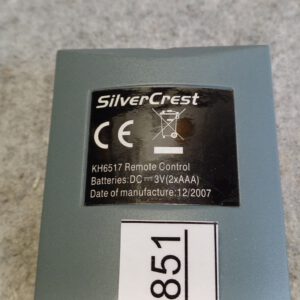 SilverCrest
CE
KH6517 Remote Control
Batteries: DC ⎓ 3V(2xAAA)
Date of manufacture: 12/2007
851